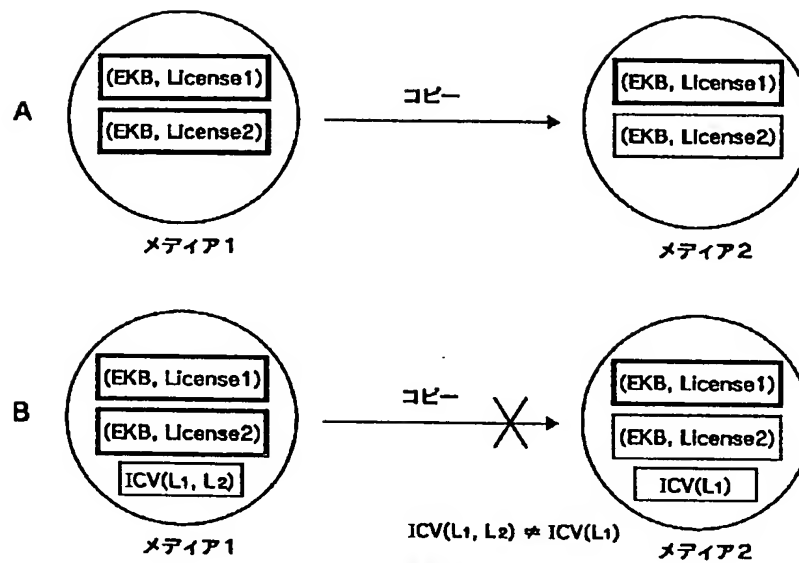 A
(EKB, License1)
(EKB, License2)
メディア1
コピー
(EKB, License1)
(EKB, License2)
メディア2
B
(EKB, License1)
(EKB, License2)
ICV(L1, L2)
メディア1
コピー
ICV(L1, L2) ≠ ICV(L1)
(EKB, License1)
(EKB, License2)
ICV(L1)
メディア2